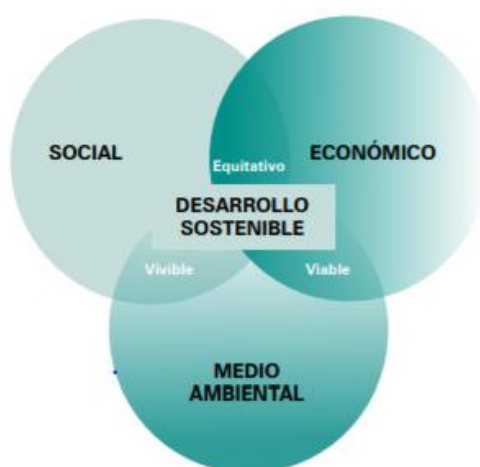 SOCIAL
ECONÓMICO
Equitativo
DESARROLLO
SOSTENIBLE
Vivible
Viable
MEDIO
AMBIENTAL